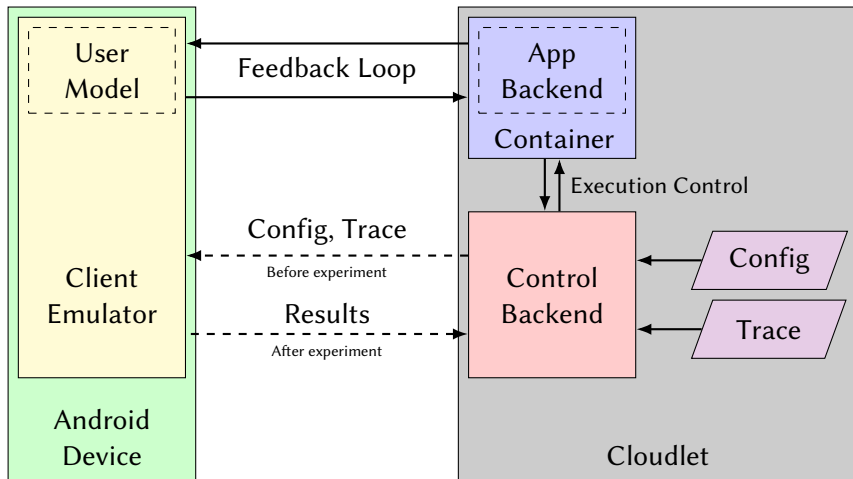 User
Model
Feedback Loop
App
Backend
Container
Execution Control
Config, Trace
Before experiment
Client
Emulator
Results
After experiment
Control
Backend
Config
Trace
Android
Device
Cloudlet